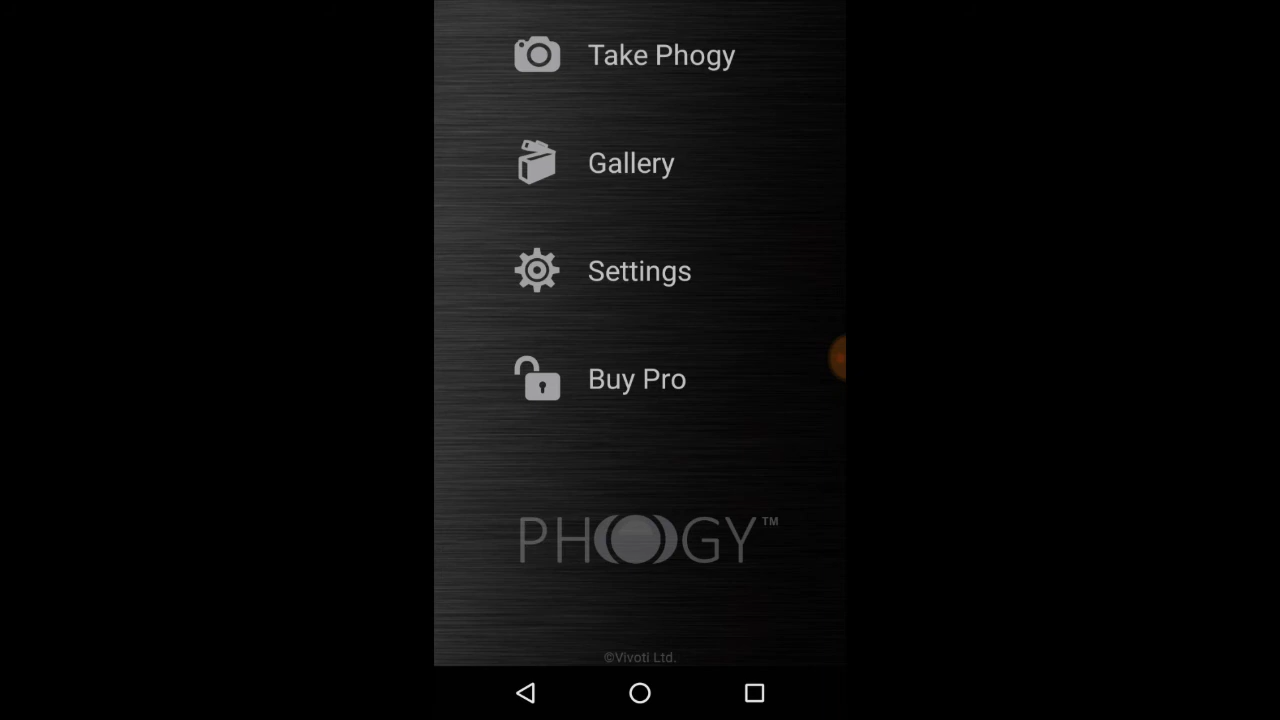 Take Phogy
Gallery
Settings
Buy Pro
PHOGY™
©Vivoti Ltd.